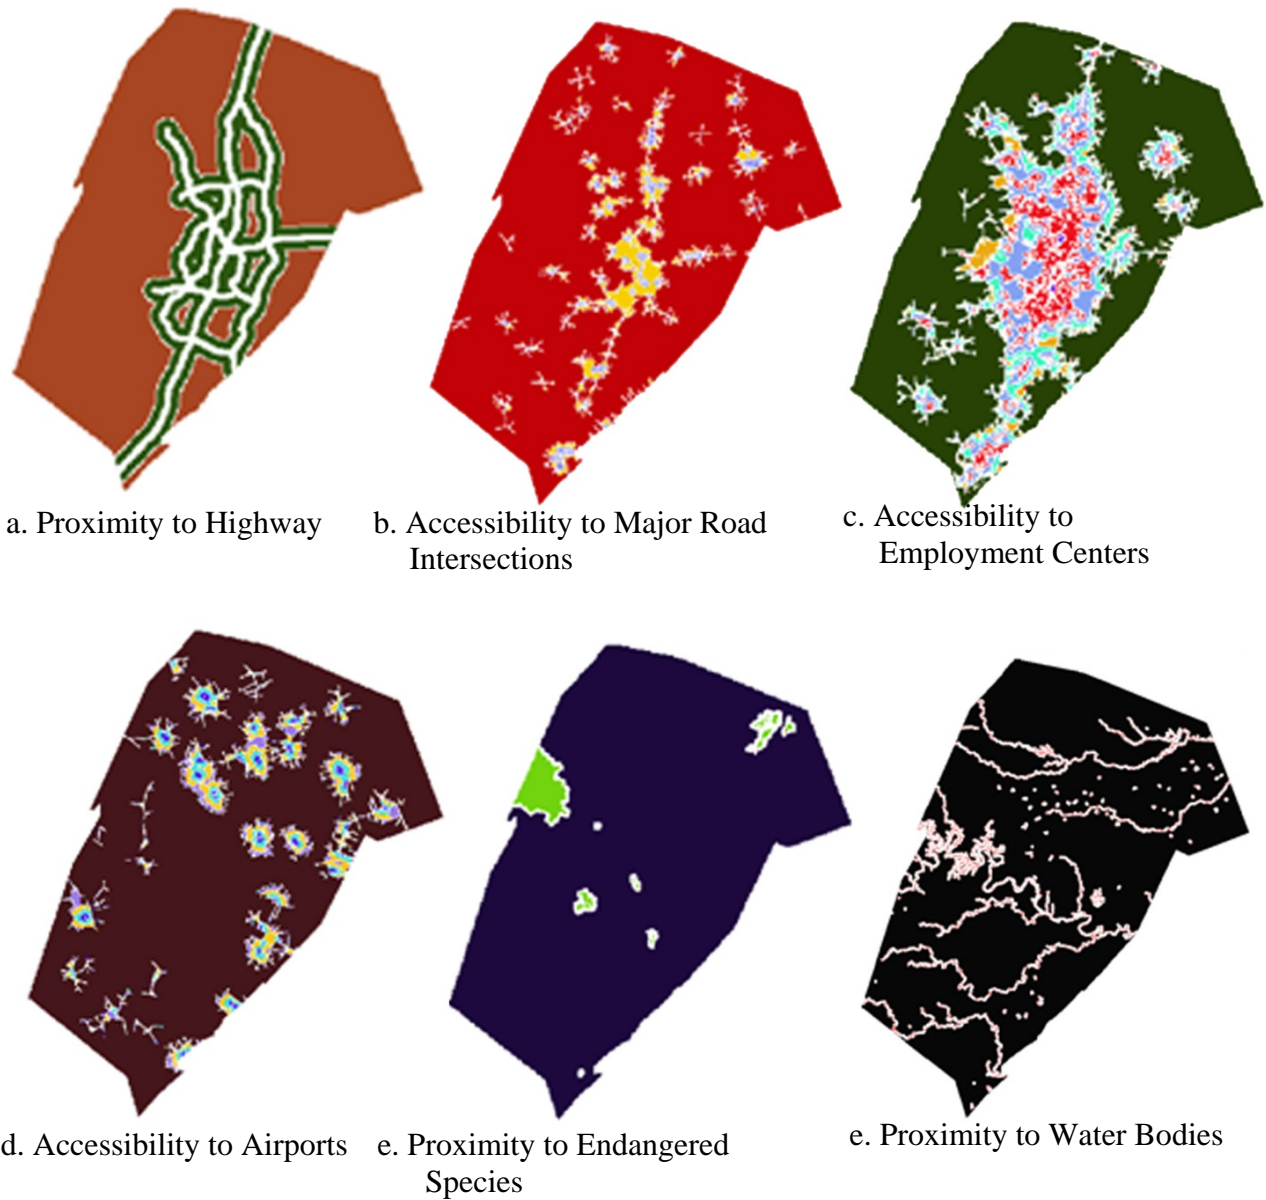 a. Proximity to Highway
b. Accessibility to Major Road
Intersections
c. Accessibility to
Employment Centers
d. Accessibility to Airports
e. Proximity to Endangered
Species
e. Proximity to Water Bodies